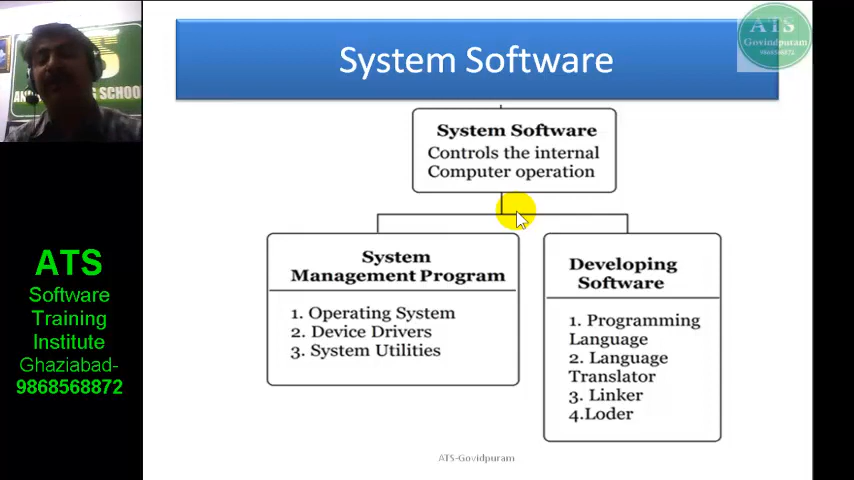 System Software
ATS
Govindpuram
9868568872
System Software
Controls the internal
Computer operation
System
Management Program
1. Operating System
2. Device Drivers
3. System Utilities
Developing
Software
1. Programming
Language
2. Language
Translator
3. Linker
4.Loder
ATS
Software
Training
Institute
Ghaziabad-
9868568872
ATS-Govidpuram